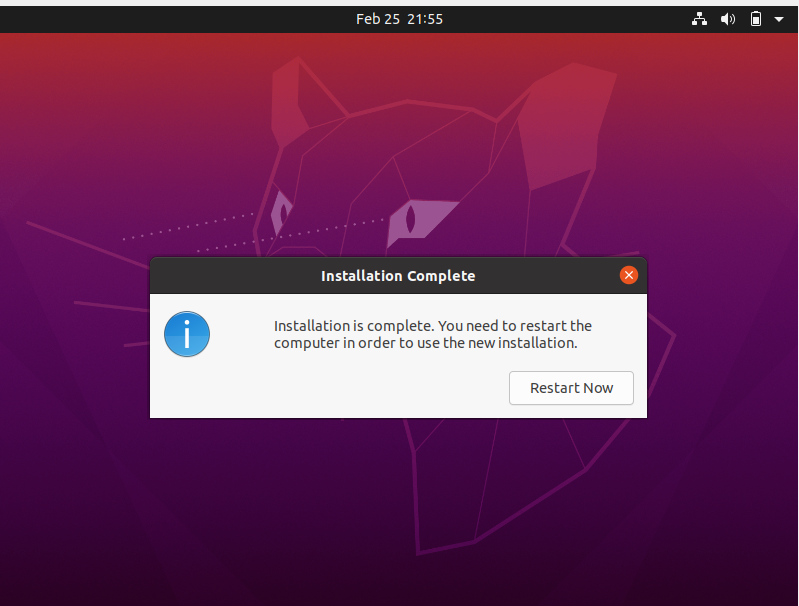 Feb 25 21:55
Installation Complete
Installation is complete. You need to restart the
computer in order to use the new installation.
Restart Now